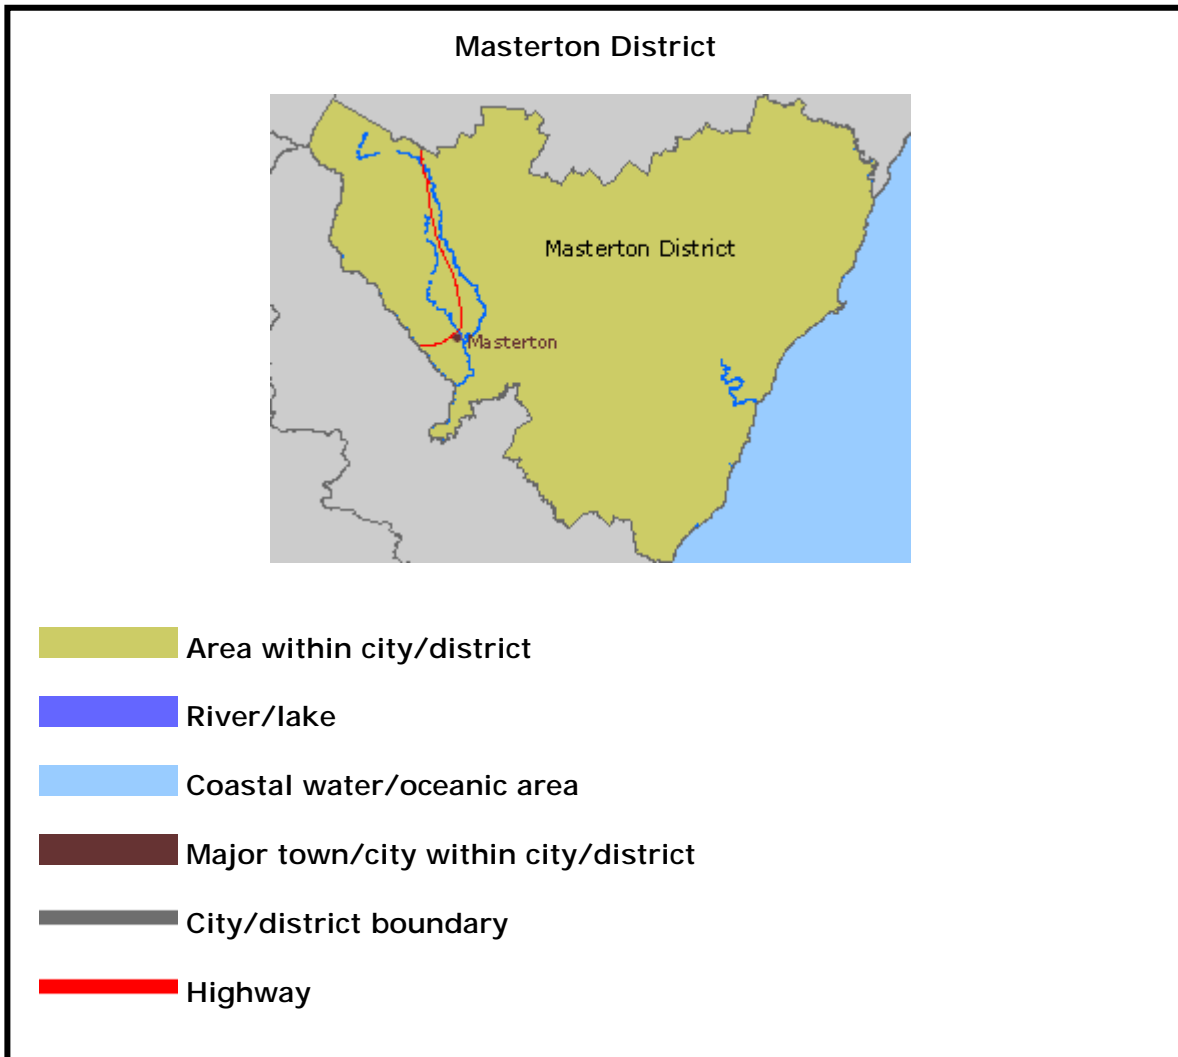 Masterton District
Masterton District
Masterton
Area within city/district
River/lake
Coastal water/oceanic area
Major town/city within city/district
City/district boundary
Highway